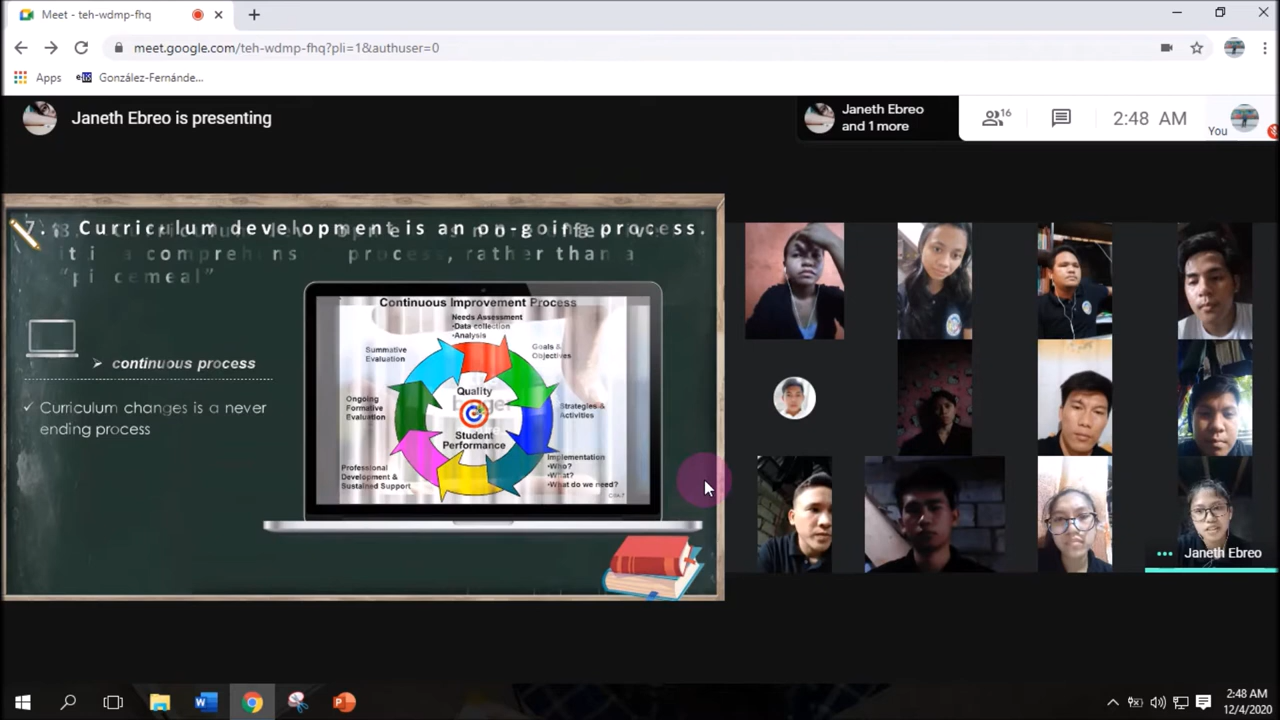 Meet - teh-wdmp-fhq
meet.google.com/teh-wdmp-fhq?pli=1&authuser=0
Apps
González-Fernánde...
Janeth Ebreo is presenting
Janeth Ebreo
and 1 more
16
2:48 AM
You
7. Curriculum development is an on-going process.
process, rather than a
continuous process
✓ Curriculum changes is a never
ending process
Continuous Improvement Process
Needs Assessment
•Data collection
•Analysis
Goals &
Objectives
Strategies &
Activities
Implementation
•Who?
•What?
•What do we need?
Professional
Development &
Sustained Support
Ongoing
Formative
Evaluation
Summative
Evaluation
Quality
Student
Performance
Janeth Ebreo
2:48 AM
12/4/2020